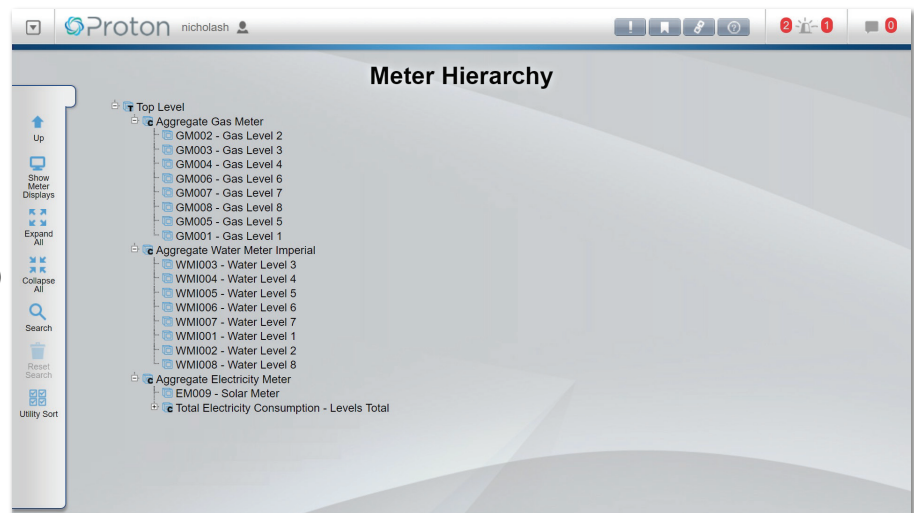 Proton nicholash 2 1 0
Meter Hierarchy
Up
Show
Meter
Displays
Expand
All
Collapse
All
Search
Reset
Search
Utility Sort
T Top Level
C Aggregate Gas Meter
GM002 - Gas Level 2
GM003 - Gas Level 3
GM004 - Gas Level 4
GM006 - Gas Level 6
GM007 - Gas Level 7
GM008 - Gas Level 8
GM005 - Gas Level 5
GM001 - Gas Level 1
C Aggregate Water Meter Imperial
WMI003 - Water Level 3
WMI004 - Water Level 4
WMI005 - Water Level 5
WMI006 - Water Level 6
WMI007 - Water Level 7
WMI001 - Water Level 1
WMI002 - Water Level 2
WMI008 - Water Level 8
C Aggregate Electricity Meter
EM009 - Solar Meter
C Total Electricity Consumption - Levels Total